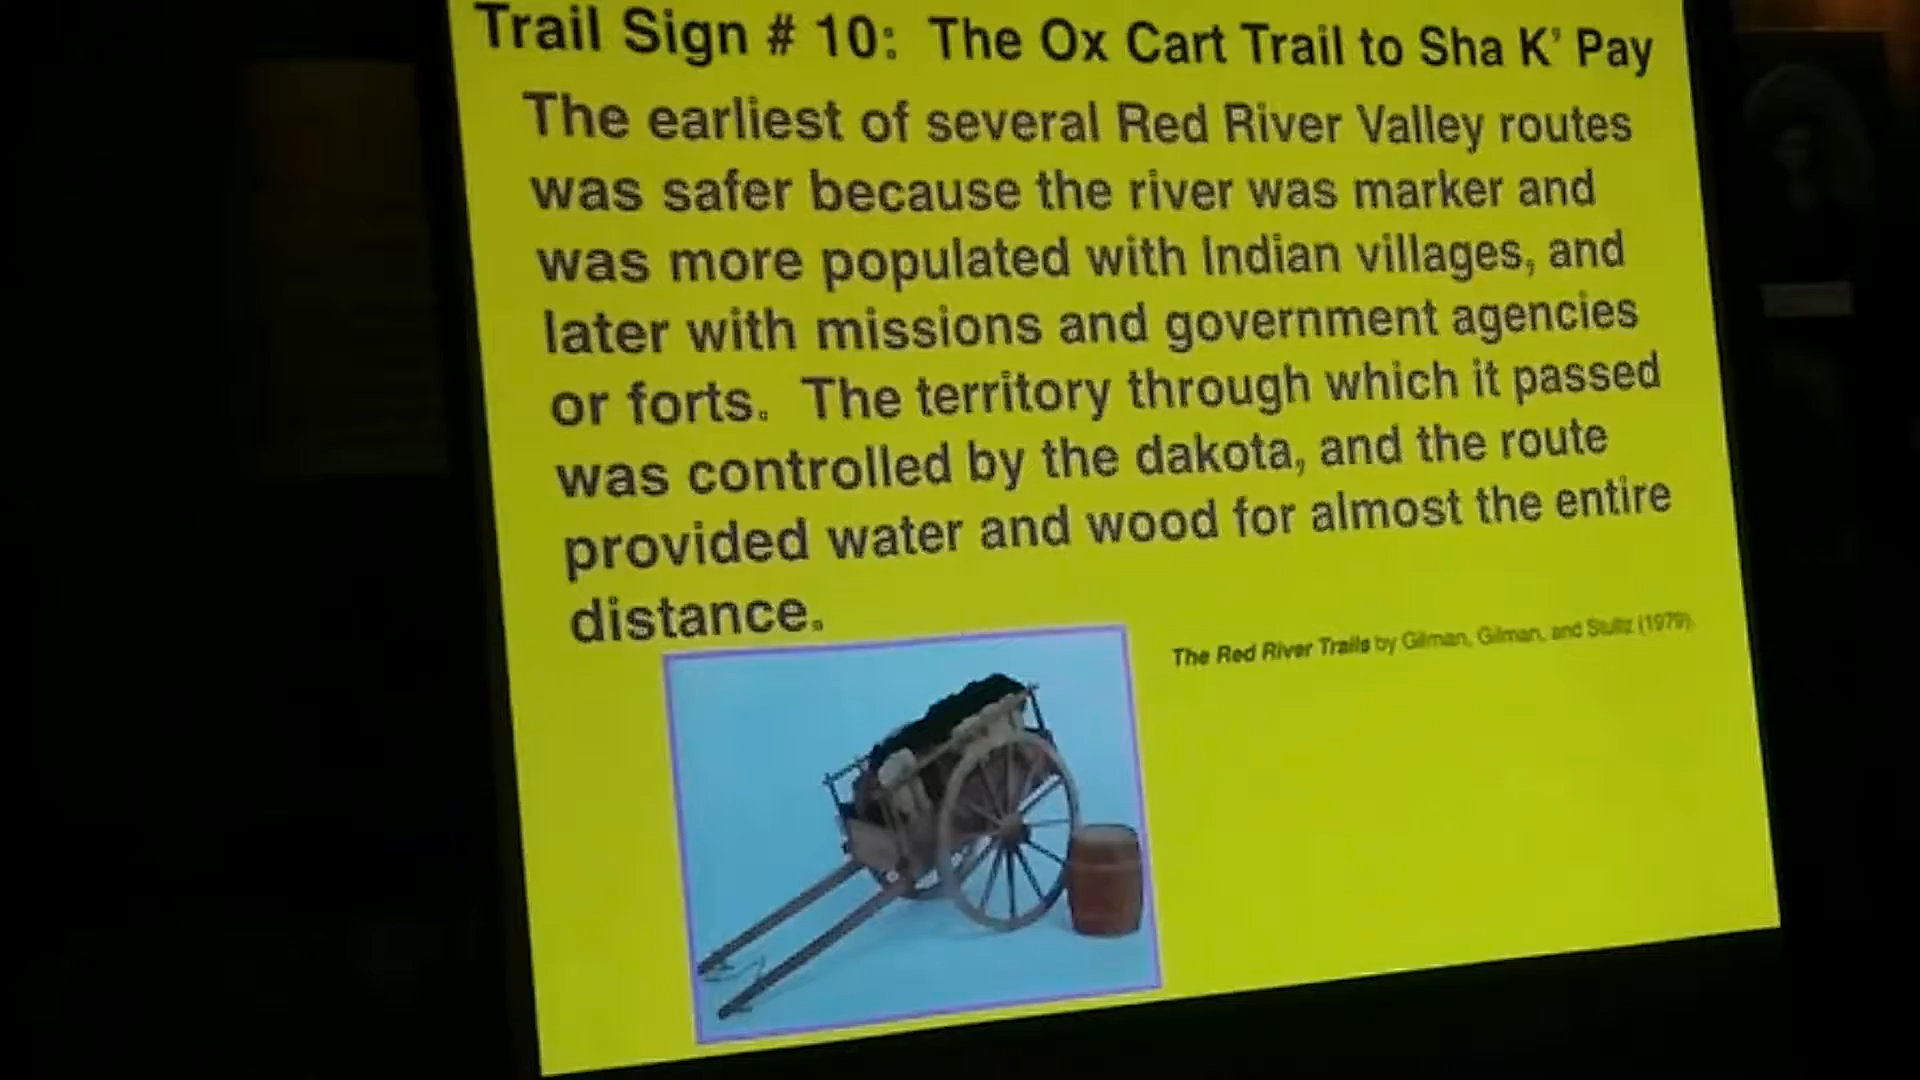 Trail Sign # 10:  The Ox Cart Trail to Sha K' Pay
The earliest of several Red River Valley routes
was safer because the river was marker and
was more populated with Indian villages, and
later with missions and government agencies
or forts.  The territory through which it passed
was controlled by the dakota, and the route
provided water and wood for almost the entire
distance.
The Red River Trails by Gilman, Gilman, and Stultz (1979).